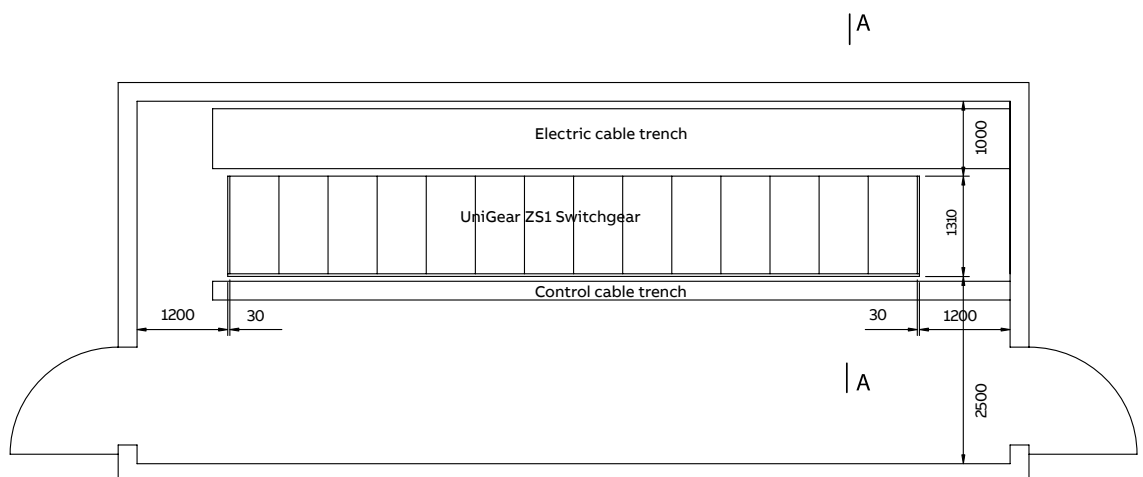 A
Electric cable trench
1000
UniGear ZS1 Switchgear
1310
Control cable trench
1200
30
30
1200
A
2500